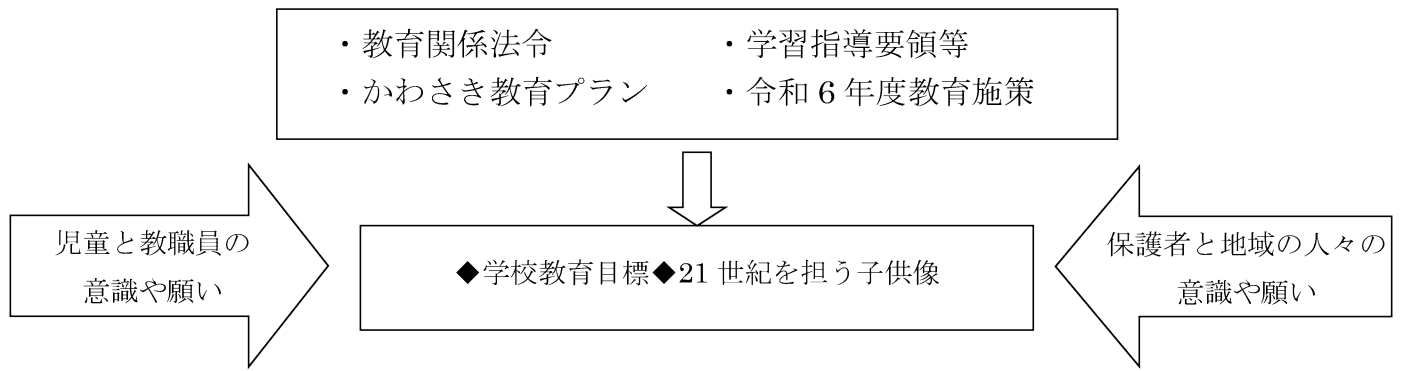 ・教育関係法令 ・学習指導要領等
・かわさき教育プラン ・令和6年度教育施策
児童と教職員の
意識や願い
◆学校教育目標◆21世紀を担う子供像
保護者と地域の人々の
意識や願い